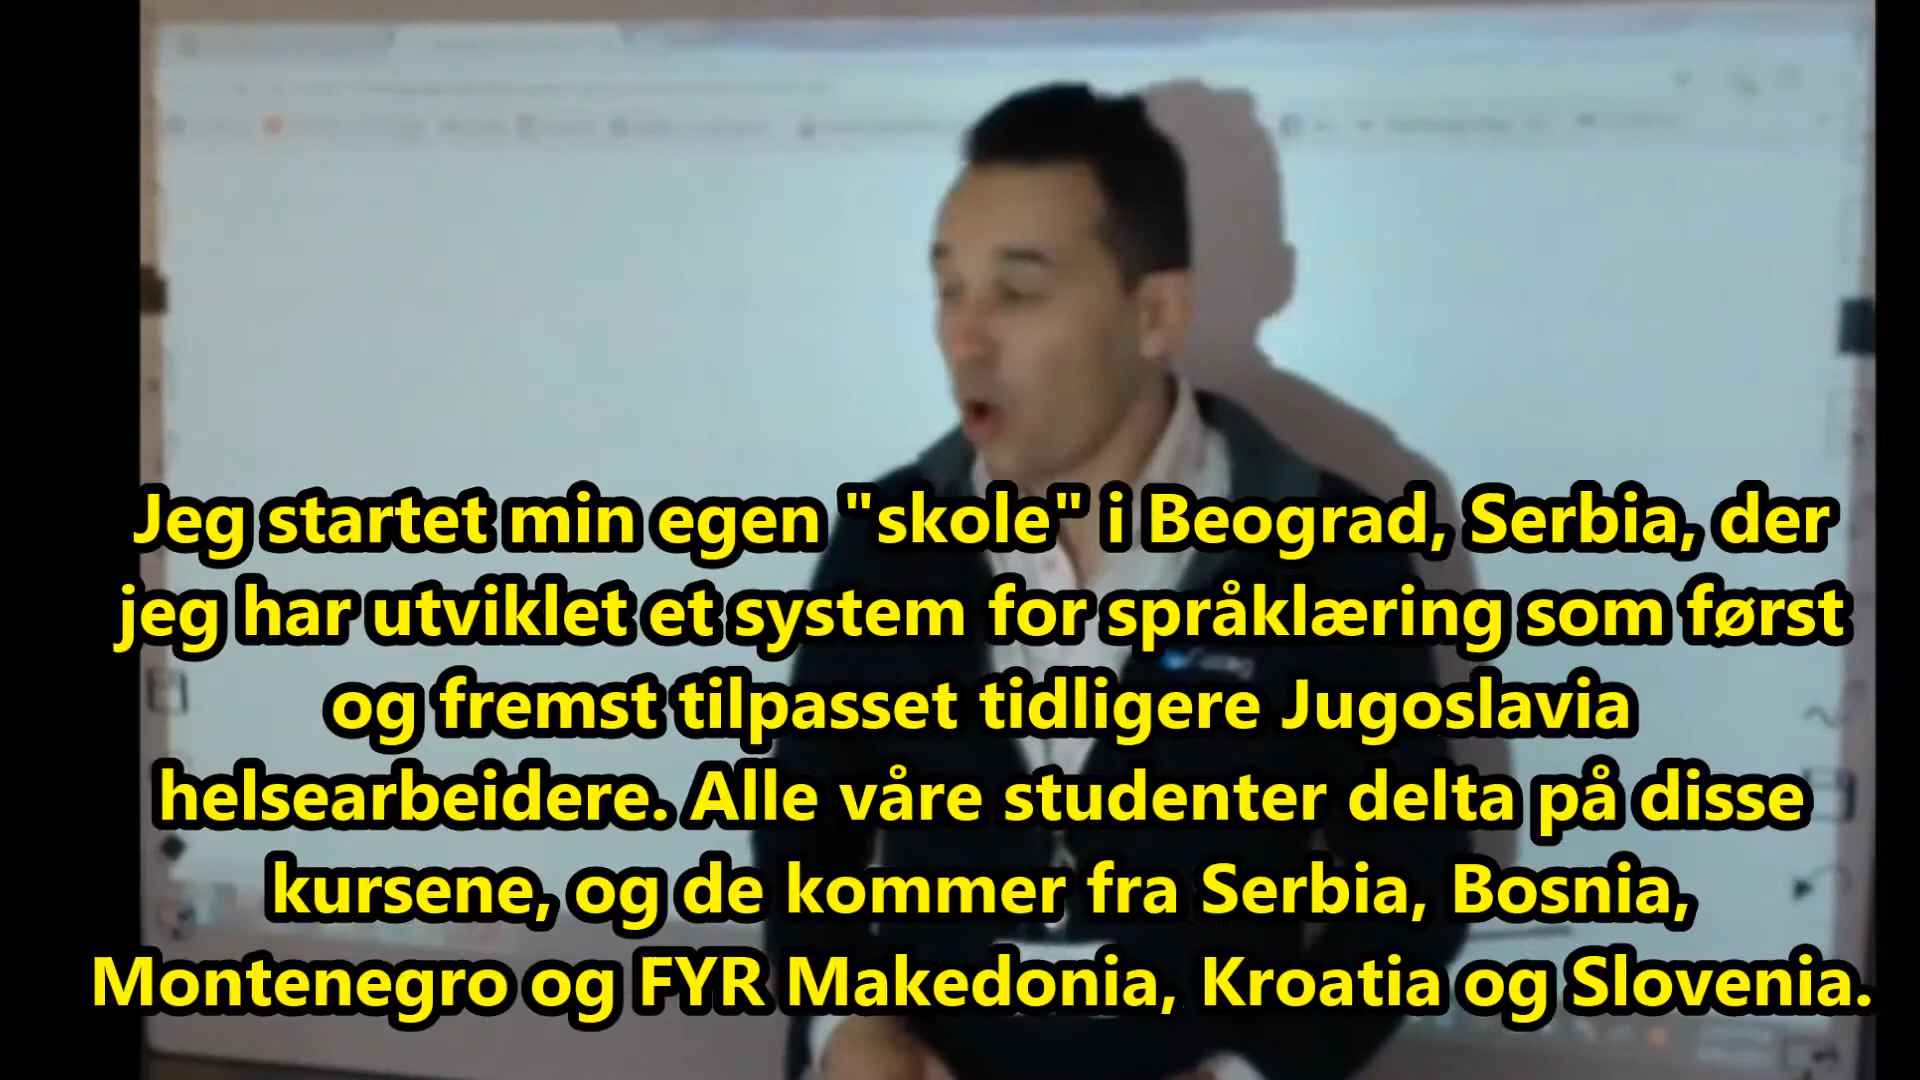 Jeg startet min egen "skole" i Beograd, Serbia, der
jeg har utviklet et system for språklæring som først
og fremst tilpasset tidligere Jugoslavia
helsearbeidere. Alle våre studenter delta på disse
kursene, og de kommer fra Serbia, Bosnia,
Montenegro og FYR Makedonia, Kroatia og Slovenia.